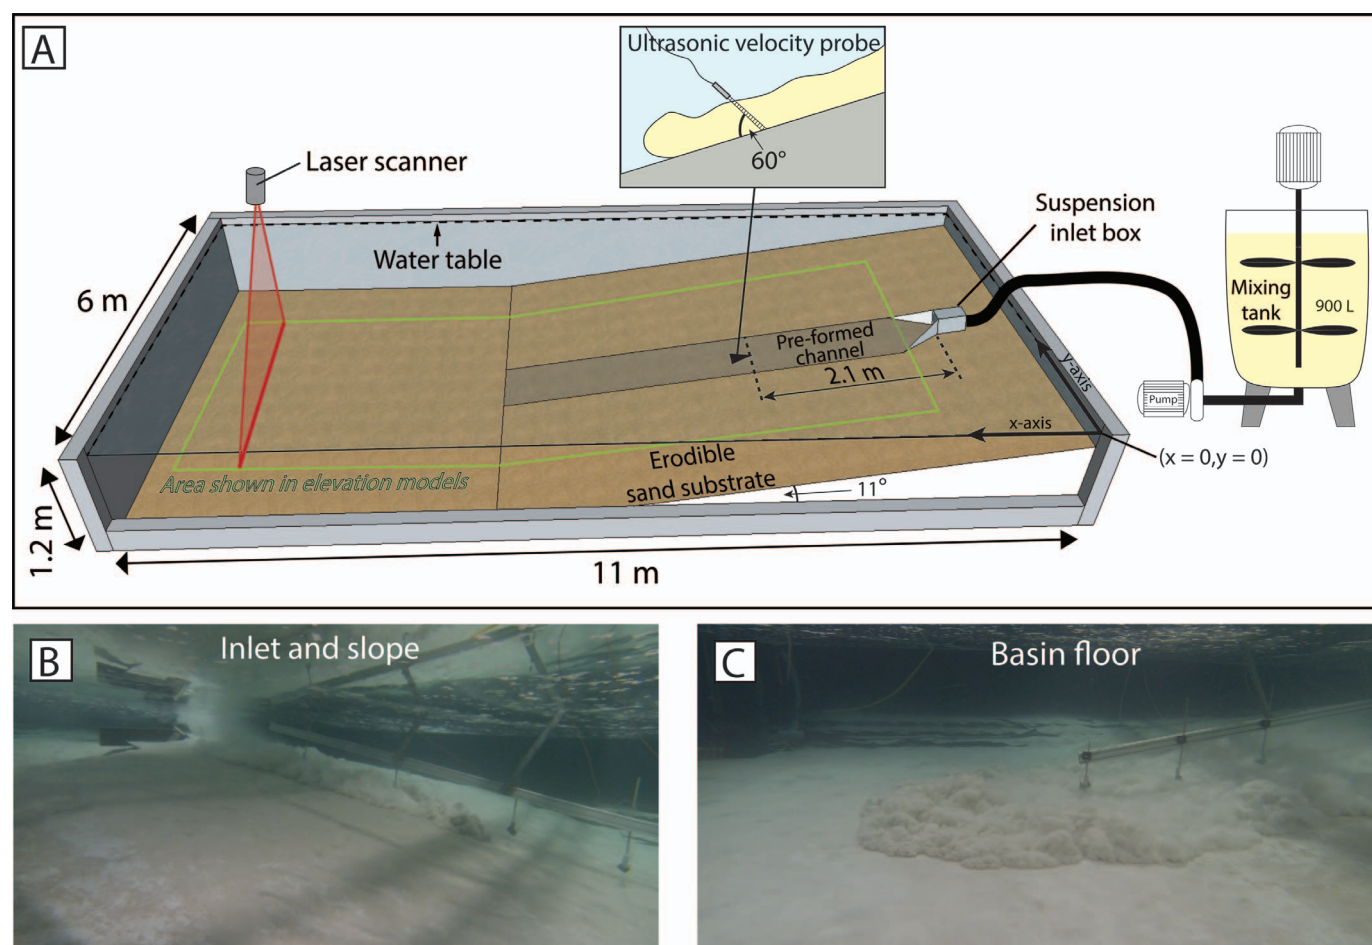 A
Ultrasonic velocity probe
60°
Laser scanner
Suspension
inlet box
Water table
6 m
Mixing
tank
900 L
Pre-formed
channel
2.1 m
y-axis
Pump
x-axis
(x = 0,y = 0)
Erodible
sand substrate
Area shown in elevation models
11°
1.2 m
11 m
B
Inlet and slope
C
Basin floor